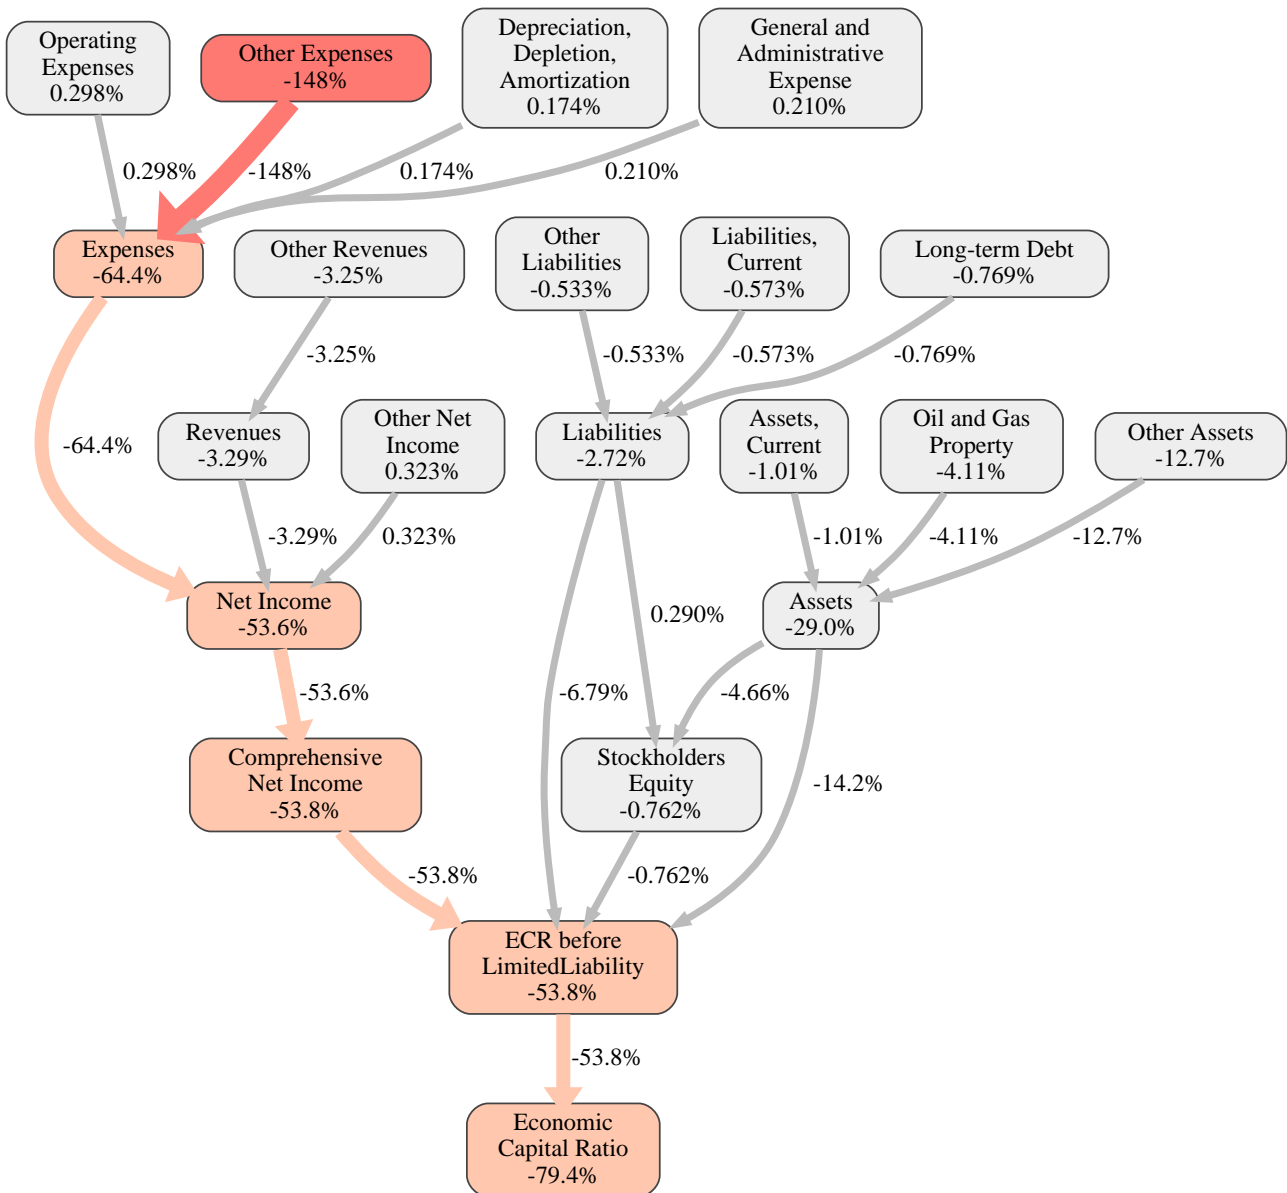 Operating
Expenses
0.298%
Other Expenses
-148%
Depreciation,
Depletion,
Amortization
0.174%
General and
Administrative
Expense
0.210%
0.298%
-148%
0.174%
0.210%
Expenses
-64.4%
Other Revenues
-3.25%
Other
Liabilities
-0.533%
Liabilities,
Current
-0.573%
Long-term Debt
-0.769%
-3.25%
-0.533%
-0.573%
-0.769%
-64.4%
Revenues
-3.29%
Other Net
Income
0.323%
Liabilities
-2.72%
Assets,
Current
-1.01%
Oil and Gas
Property
-4.11%
Other Assets
-12.7%
-3.29%
0.323%
-1.01%
-4.11%
-12.7%
Net Income
-53.6%
0.290%
Assets
-29.0%
-53.6%
-6.79%
-4.66%
Comprehensive
Net Income
-53.8%
Stockholders
Equity
-0.762%
-14.2%
-53.8%
-0.762%
ECR before
LimitedLiability
-53.8%
-53.8%
Economic
Capital Ratio
-79.4%